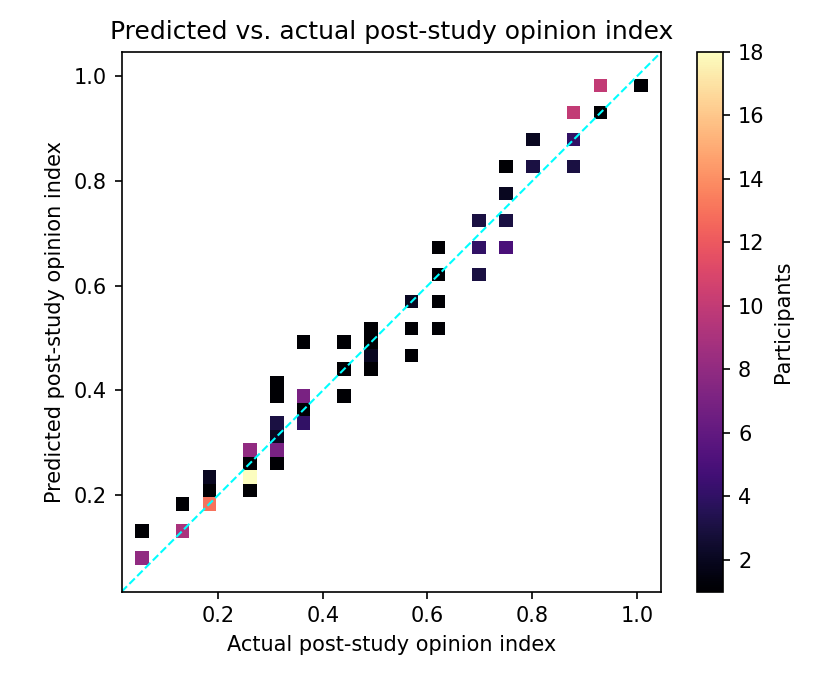 Predicted vs. actual post-study opinion index
Predicted post-study opinion index
1.0
0.8
0.6
0.4
0.2
0.2 0.4 0.6 0.8 1.0
Actual post-study opinion index
18
16
14
12
10
8
6
4
2
Participants